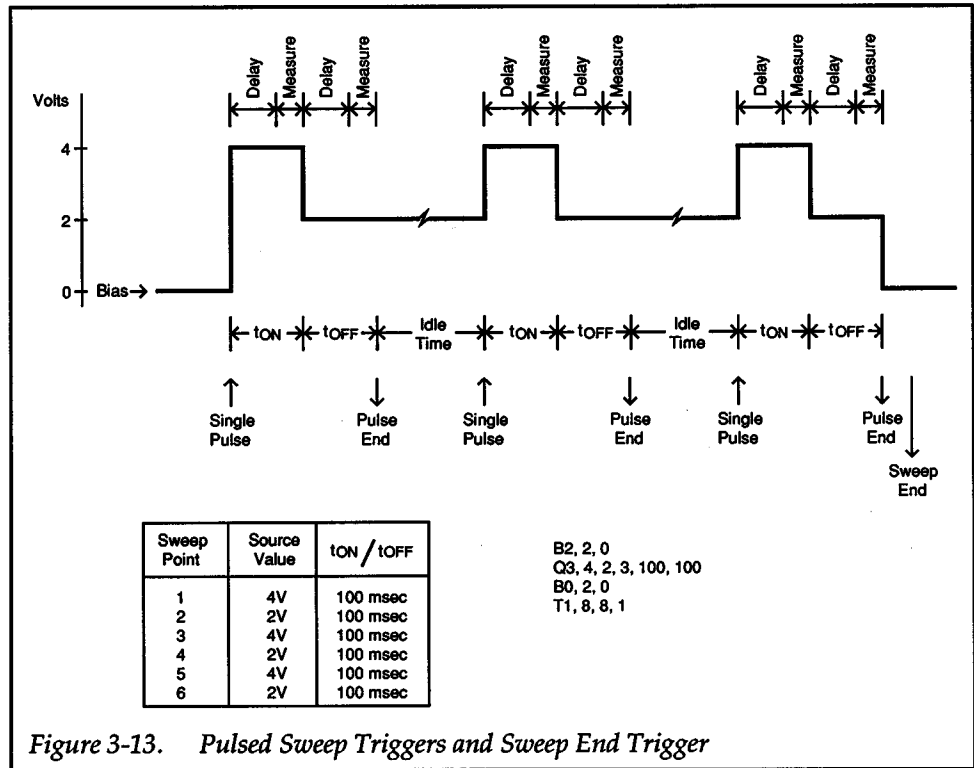 Delay Measure Delay Measure Delay Measure Delay Measure Delay Measure Delay Measure
Volts
4
2
0 Bias
tON tOFF Idle Time tON tOFF Idle Time tON tOFF
Single Pulse Pulse End Single Pulse Pulse End Single Pulse Pulse End
Sweep End
Sweep Point Source Value tON / tOFF
1 4V 100 msec
2 2V 100 msec
3 4V 100 msec
4 2V 100 msec
5 4V 100 msec
6 2V 100 msec
B2, 2, 0
Q3, 4, 2, 3, 100, 100
B0, 2, 0
T1, 8, 8, 1
Figure 3-13. Pulsed Sweep Triggers and Sweep End Trigger